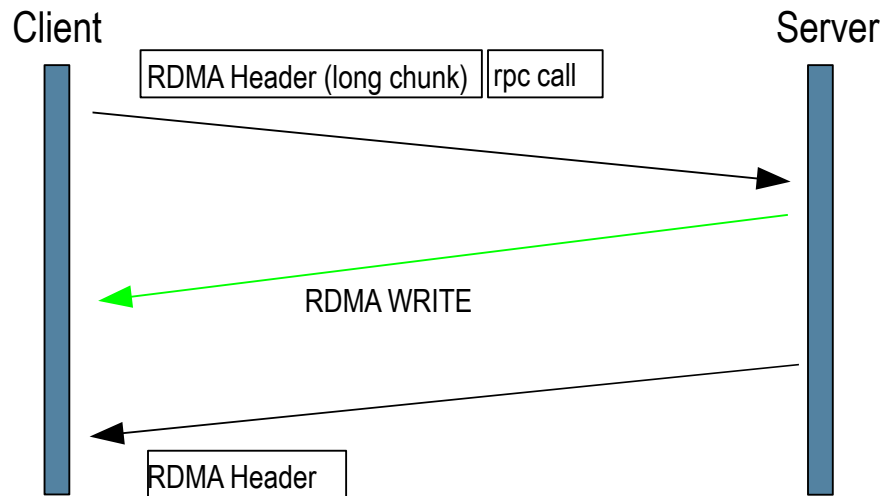 Client
Server
RDMA Header (long chunk) rpc call
RDMA WRITE
RDMA Header